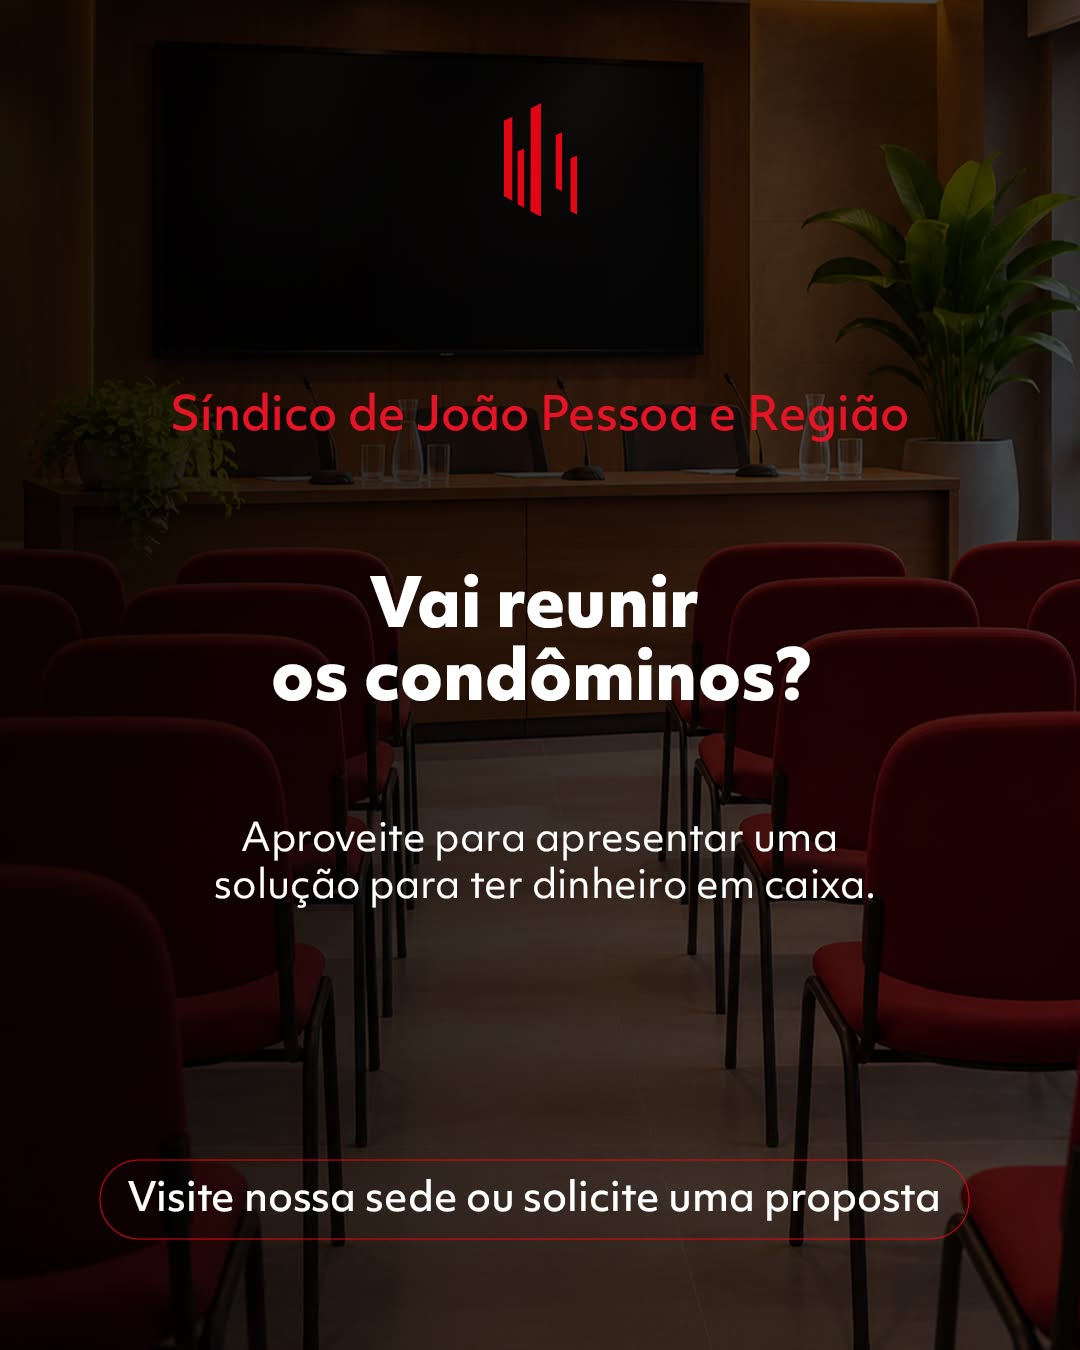 Síndico de João Pessoa e Região
Vai reunir
os condôminos?
Aproveite para apresentar uma
solução para ter dinheiro em caixa.
Visite nossa sede ou solicite uma proposta